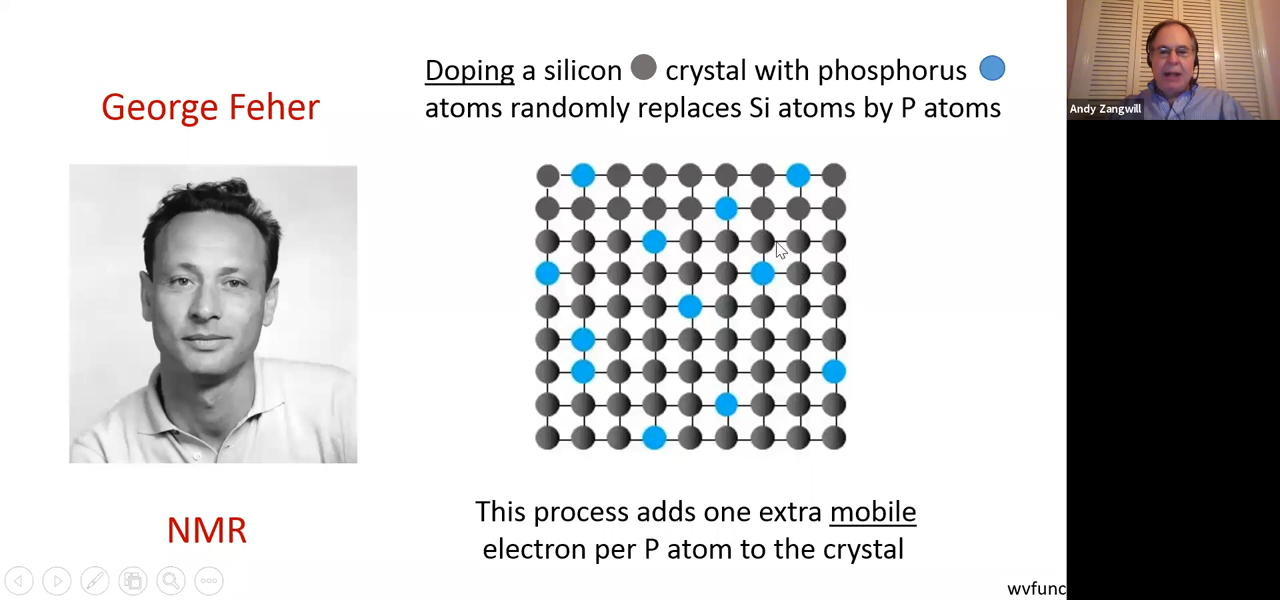 George Feher
Doping a silicon crystal with phosphorus
atoms randomly replaces Si atoms by P atoms
NMR
This process adds one extra mobile
electron per P atom to the crystal
wvfunc
Andy Zangwill